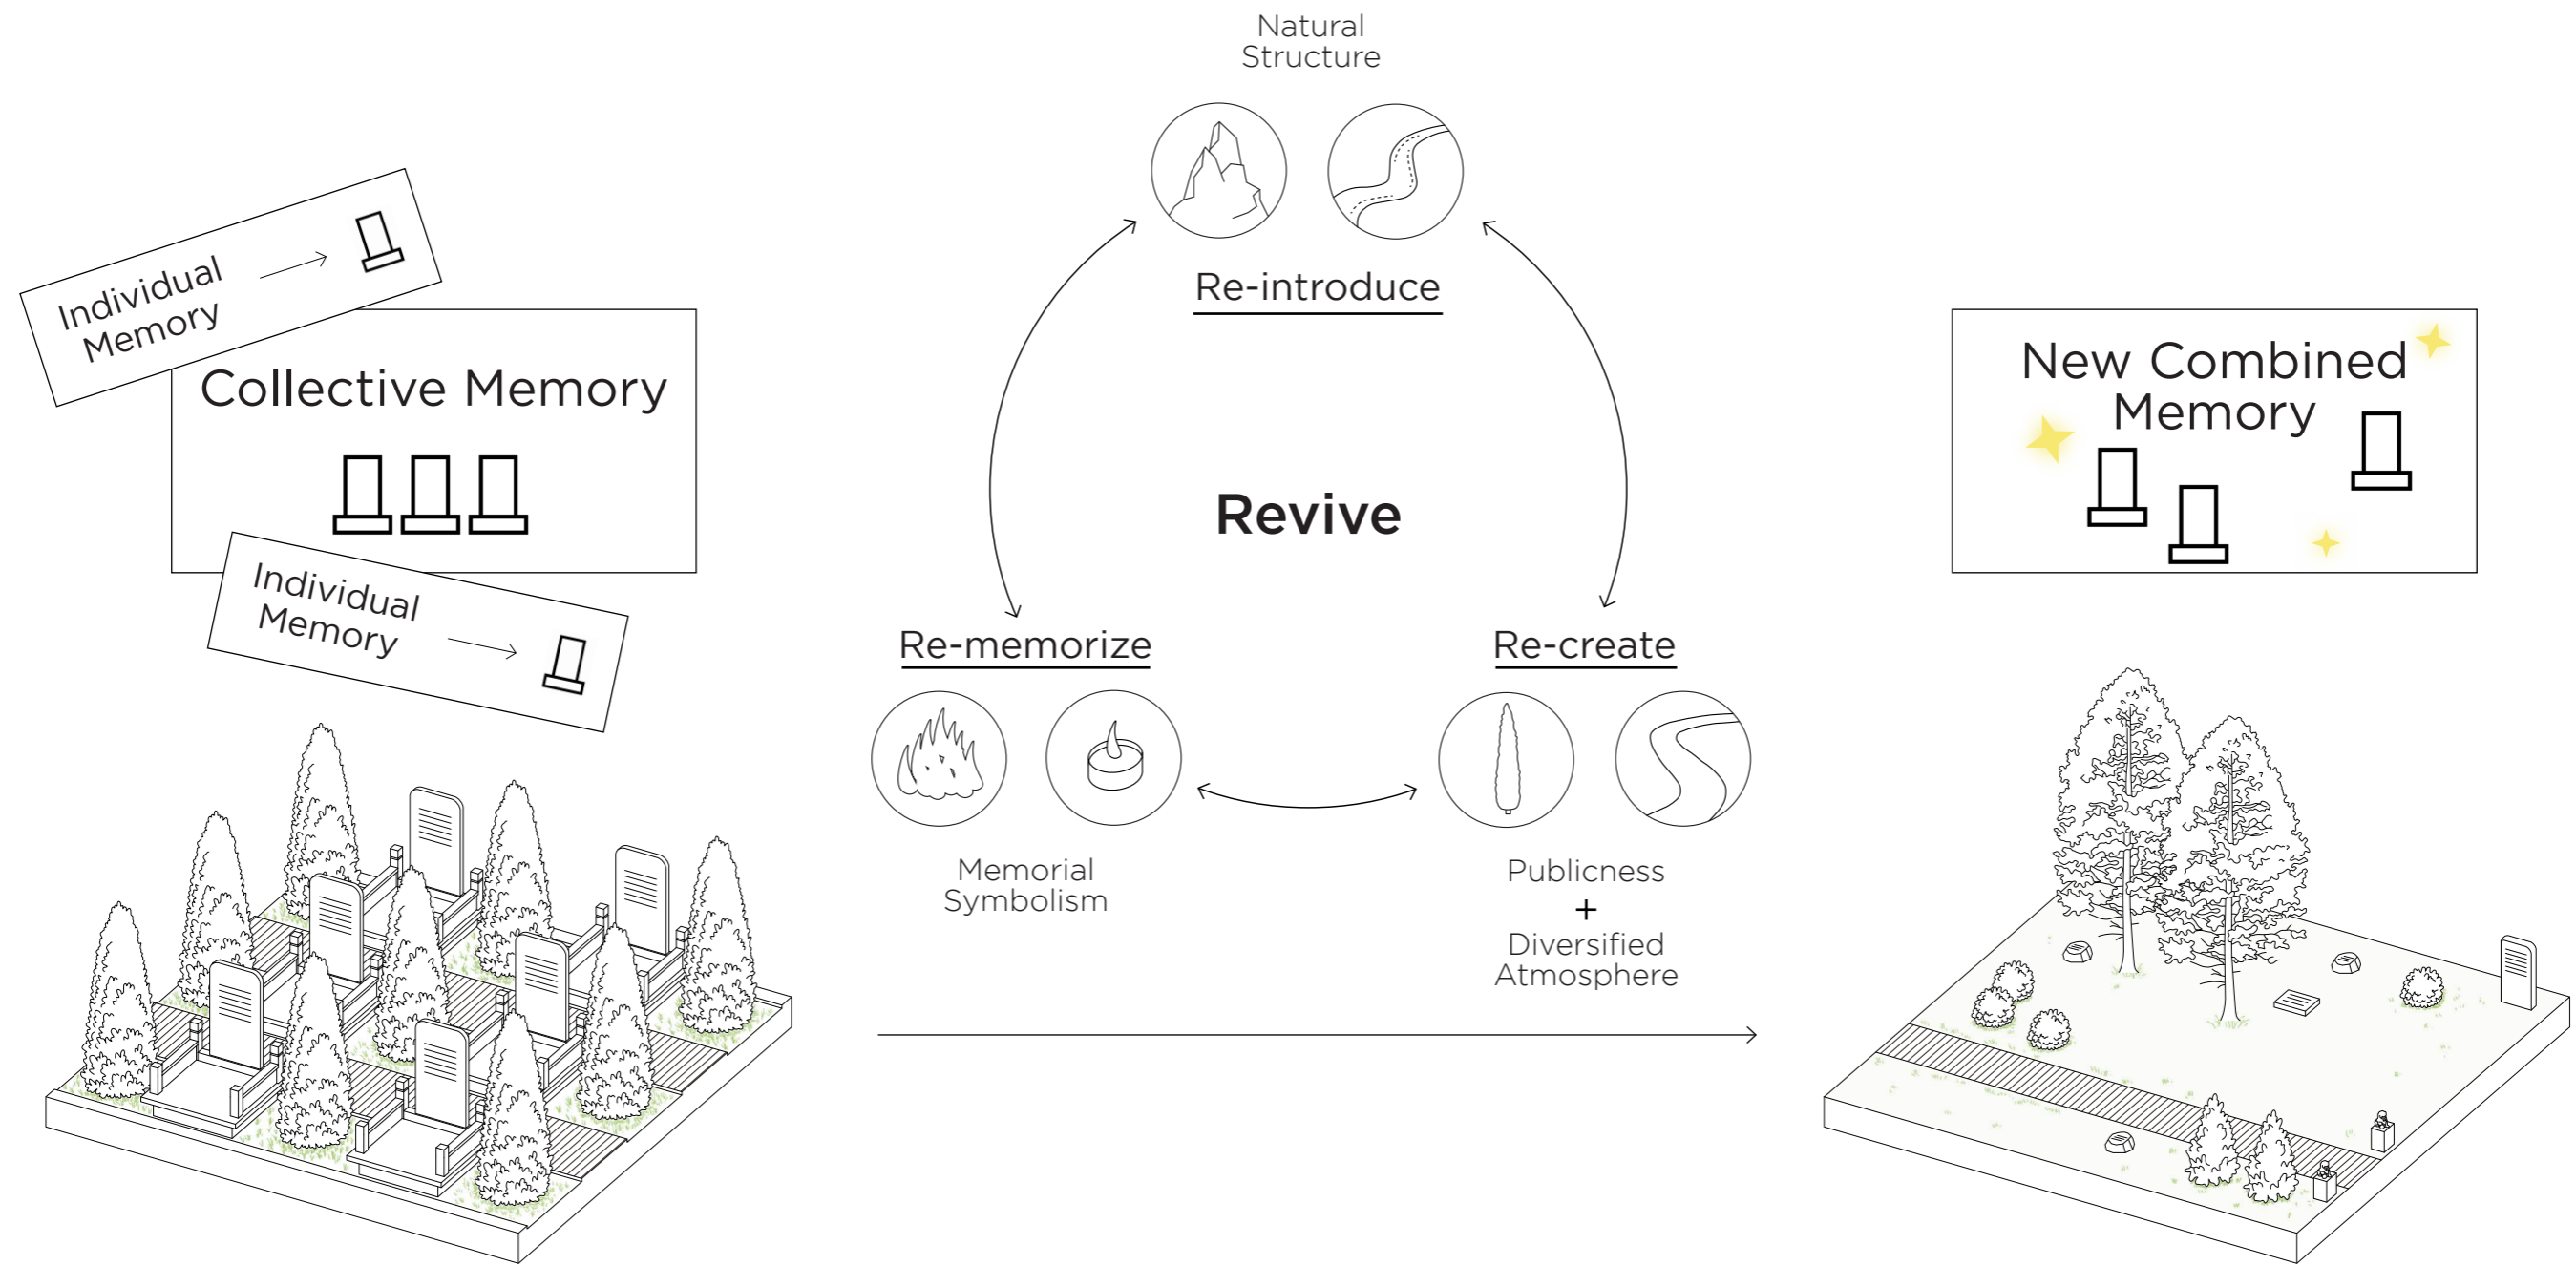 Individual
Memory
Collective Memory
Individual
Memory
Natural
Structure
Re-introduce
Revive
Re-memorize
Memorial
Symbolism
Re-create
Publicness
+
Diversified
Atmosphere
New Combined
Memory